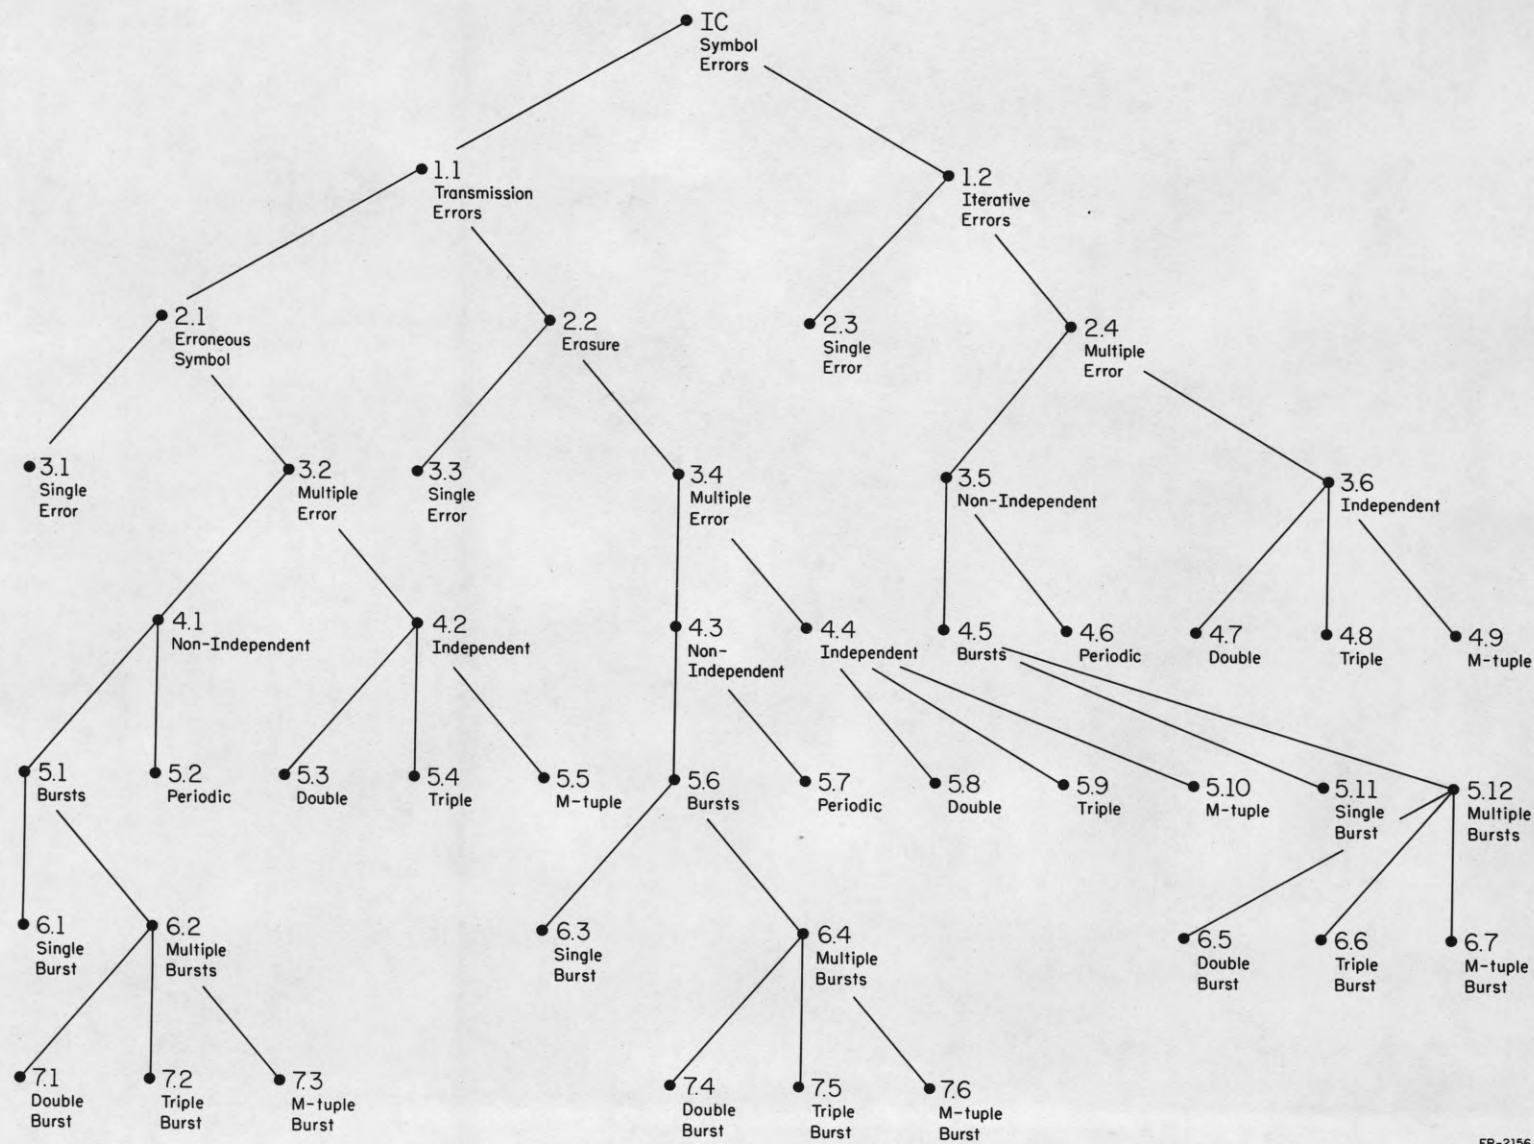 IC
Symbol
Errors
1.1
Transmission
Errors
1.2
Iterative
Errors
2.1
Erroneous
Symbol
2.2
Erasure
2.3
Single
Error
2.4
Multiple
Error
3.1
Single
Error
3.2
Multiple
Error
3.3
Single
Error
3.4
Multiple
Error
3.5
Non-Independent
3.6
Independent
4.1
Non-Independent
4.2
Independent
4.3
Non-
Independent
4.4
Independent
4.5
Bursts
4.6
Periodic
4.7
Double
4.8
Triple
4.9
M-tuple
5.1
Bursts
5.2
Periodic
5.3
Double
5.4
Triple
5.5
M-tuple
5.6
Bursts
5.7
Periodic
5.8
Double
5.9
Triple
5.10
M-tuple
5.11
Single
Burst
5.12
Multiple
Bursts
6.1
Single
Burst
6.2
Multiple
Bursts
6.3
Single
Burst
6.4
Multiple
Bursts
6.5
Double
Burst
6.6
Triple
Burst
6.7
M-tuple
Burst
7.1
Double
Burst
7.2
Triple
Burst
7.3
M-tuple
Burst
7.4
Double
Burst
7.5
Triple
Burst
7.6
M-tuple
Burst